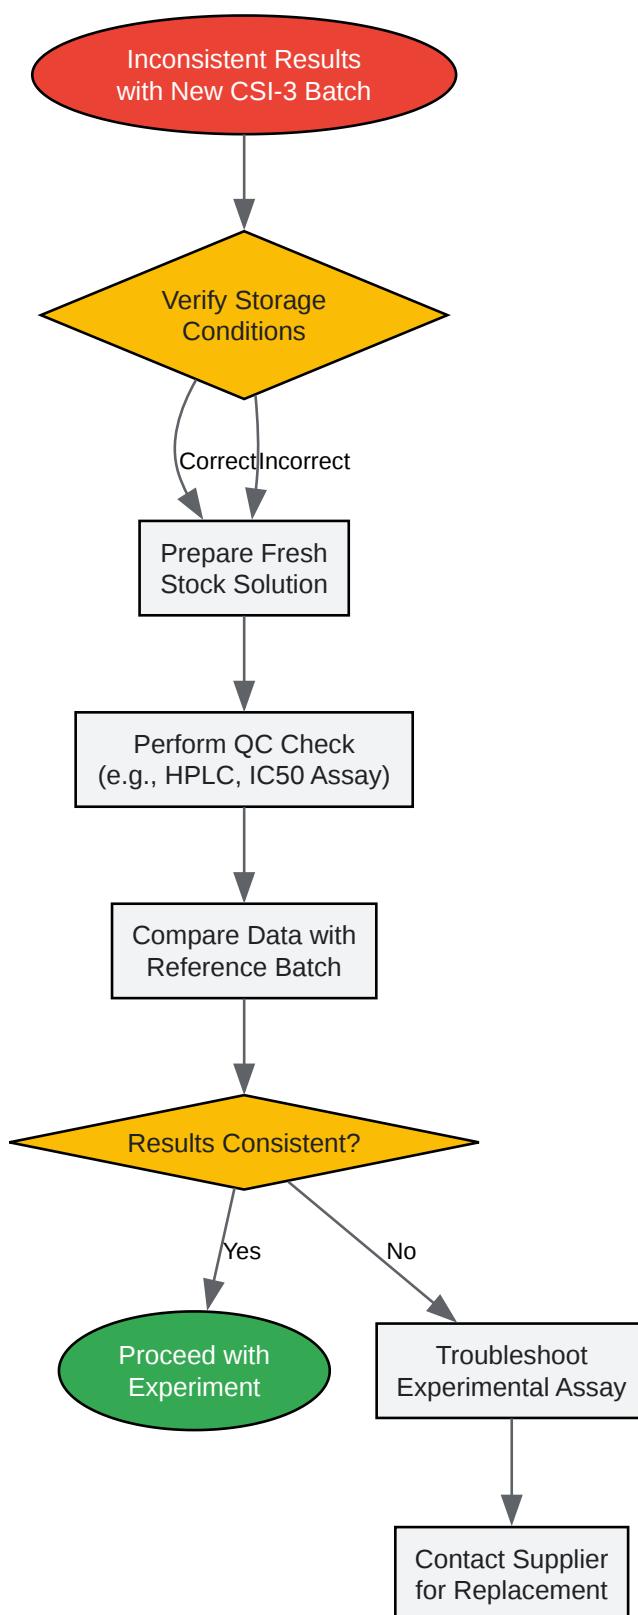 Inconsistent Results
with New CSI-3 Batch
Verify Storage
Conditions
Correct
Incorrect
Prepare Fresh
Stock Solution
Perform QC Check
(e.g., HPLC, IC50 Assay)
Compare Data with
Reference Batch
Results Consistent?
Yes
No
Proceed with
Experiment
Troubleshoot
Experimental Assay
Contact Supplier
for Replacement